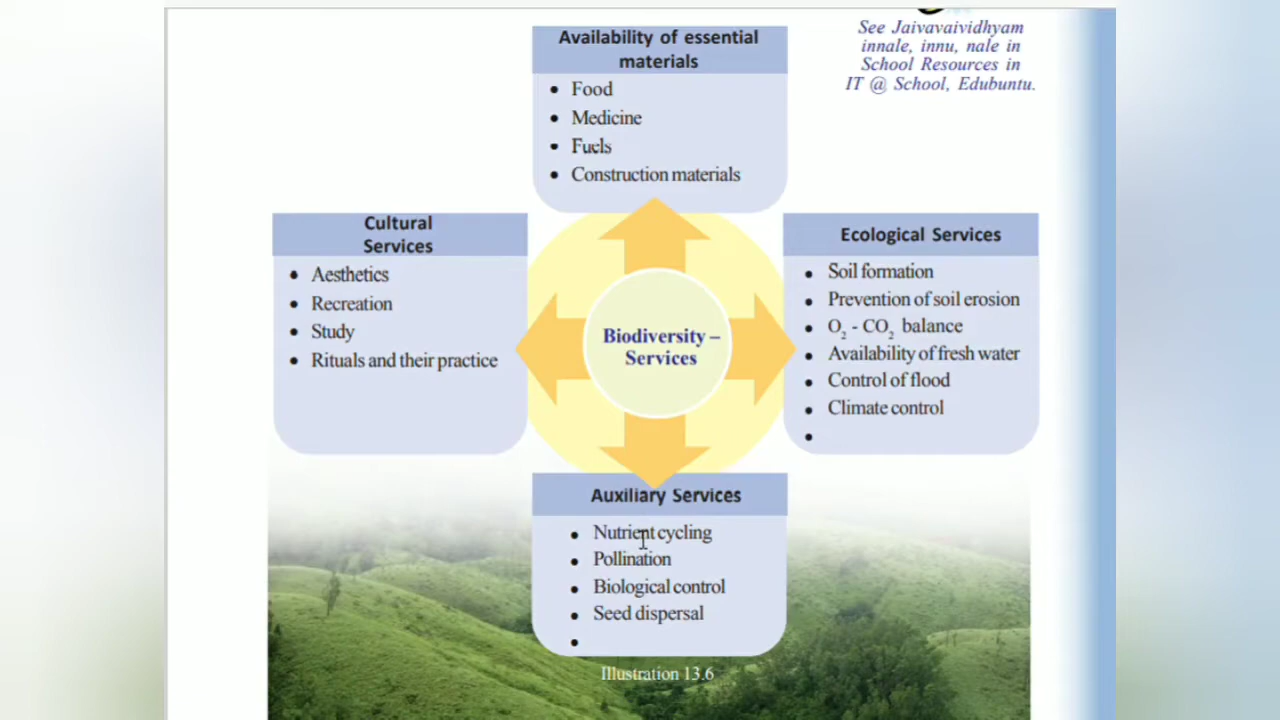 See Jaivavaividhyam
innale, innu, nale in
School Resources in
IT @ School, Edubuntu.
Availability of essential
materials
• Food
• Medicine
• Fuels
• Construction materials
Cultural
Services
• Aesthetics
• Recreation
• Study
• Rituals and their practice
Biodiversity –
Services
Ecological Services
• Soil formation
• Prevention of soil erosion
• O₂ - CO₂ balance
• Availability of fresh water
• Control of flood
• Climate control
•
Auxiliary Services
• Nutrient cycling
• Pollination
• Biological control
• Seed dispersal
•
Illustration 13.6